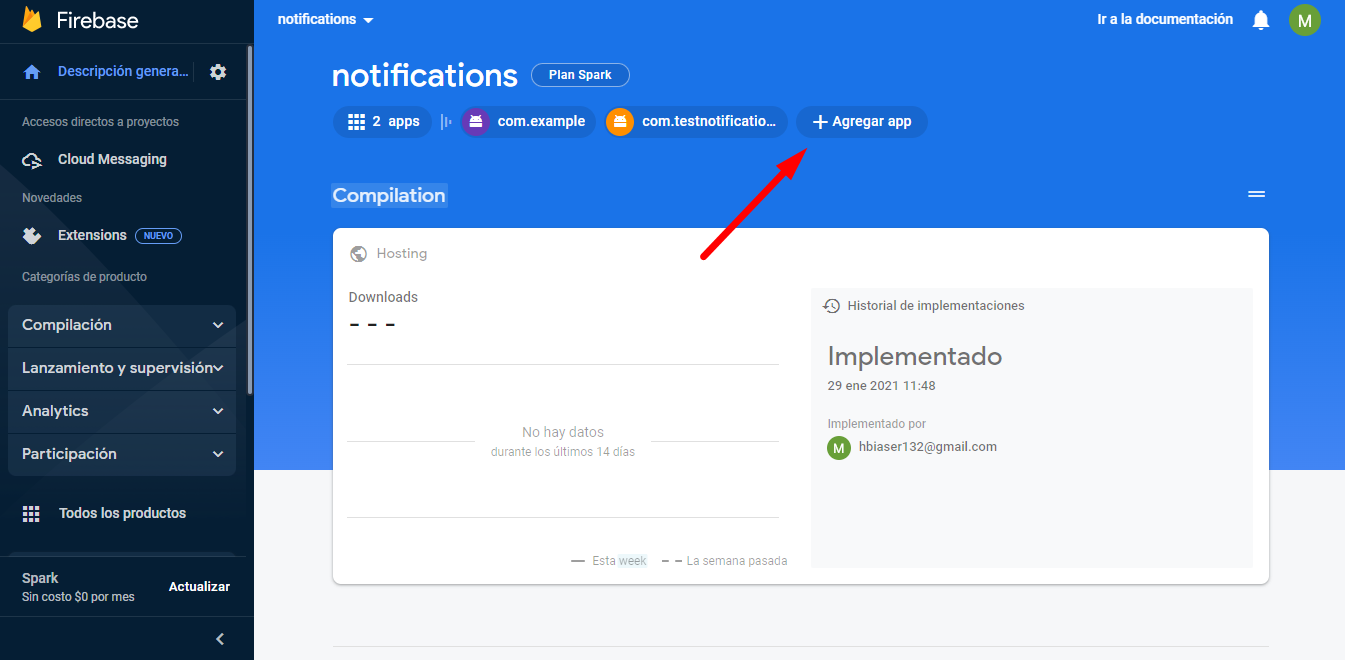 Firebase
notifications
Ir a la documentación
M
Descripción genera...
notifications
Plan Spark
2 apps
com.example
com.testnotificatio...
Agregar app
Accesos directos a proyectos
Cloud Messaging
Novedades
Extensions
NUEVO
Categorías de producto
Compilación
Lanzamiento y supervisión
Analytics
Participación
Todos los productos
Spark
Sin costo $0 por mes
Actualizar
Compilation
Hosting
Downloads
- - -
No hay datos
durante los últimos 14 días
Esta week
La semana pasada
Historial de implementaciones
Implementado
29 ene 2021 11:48
Implementado por
M
hbiaser132@gmail.com